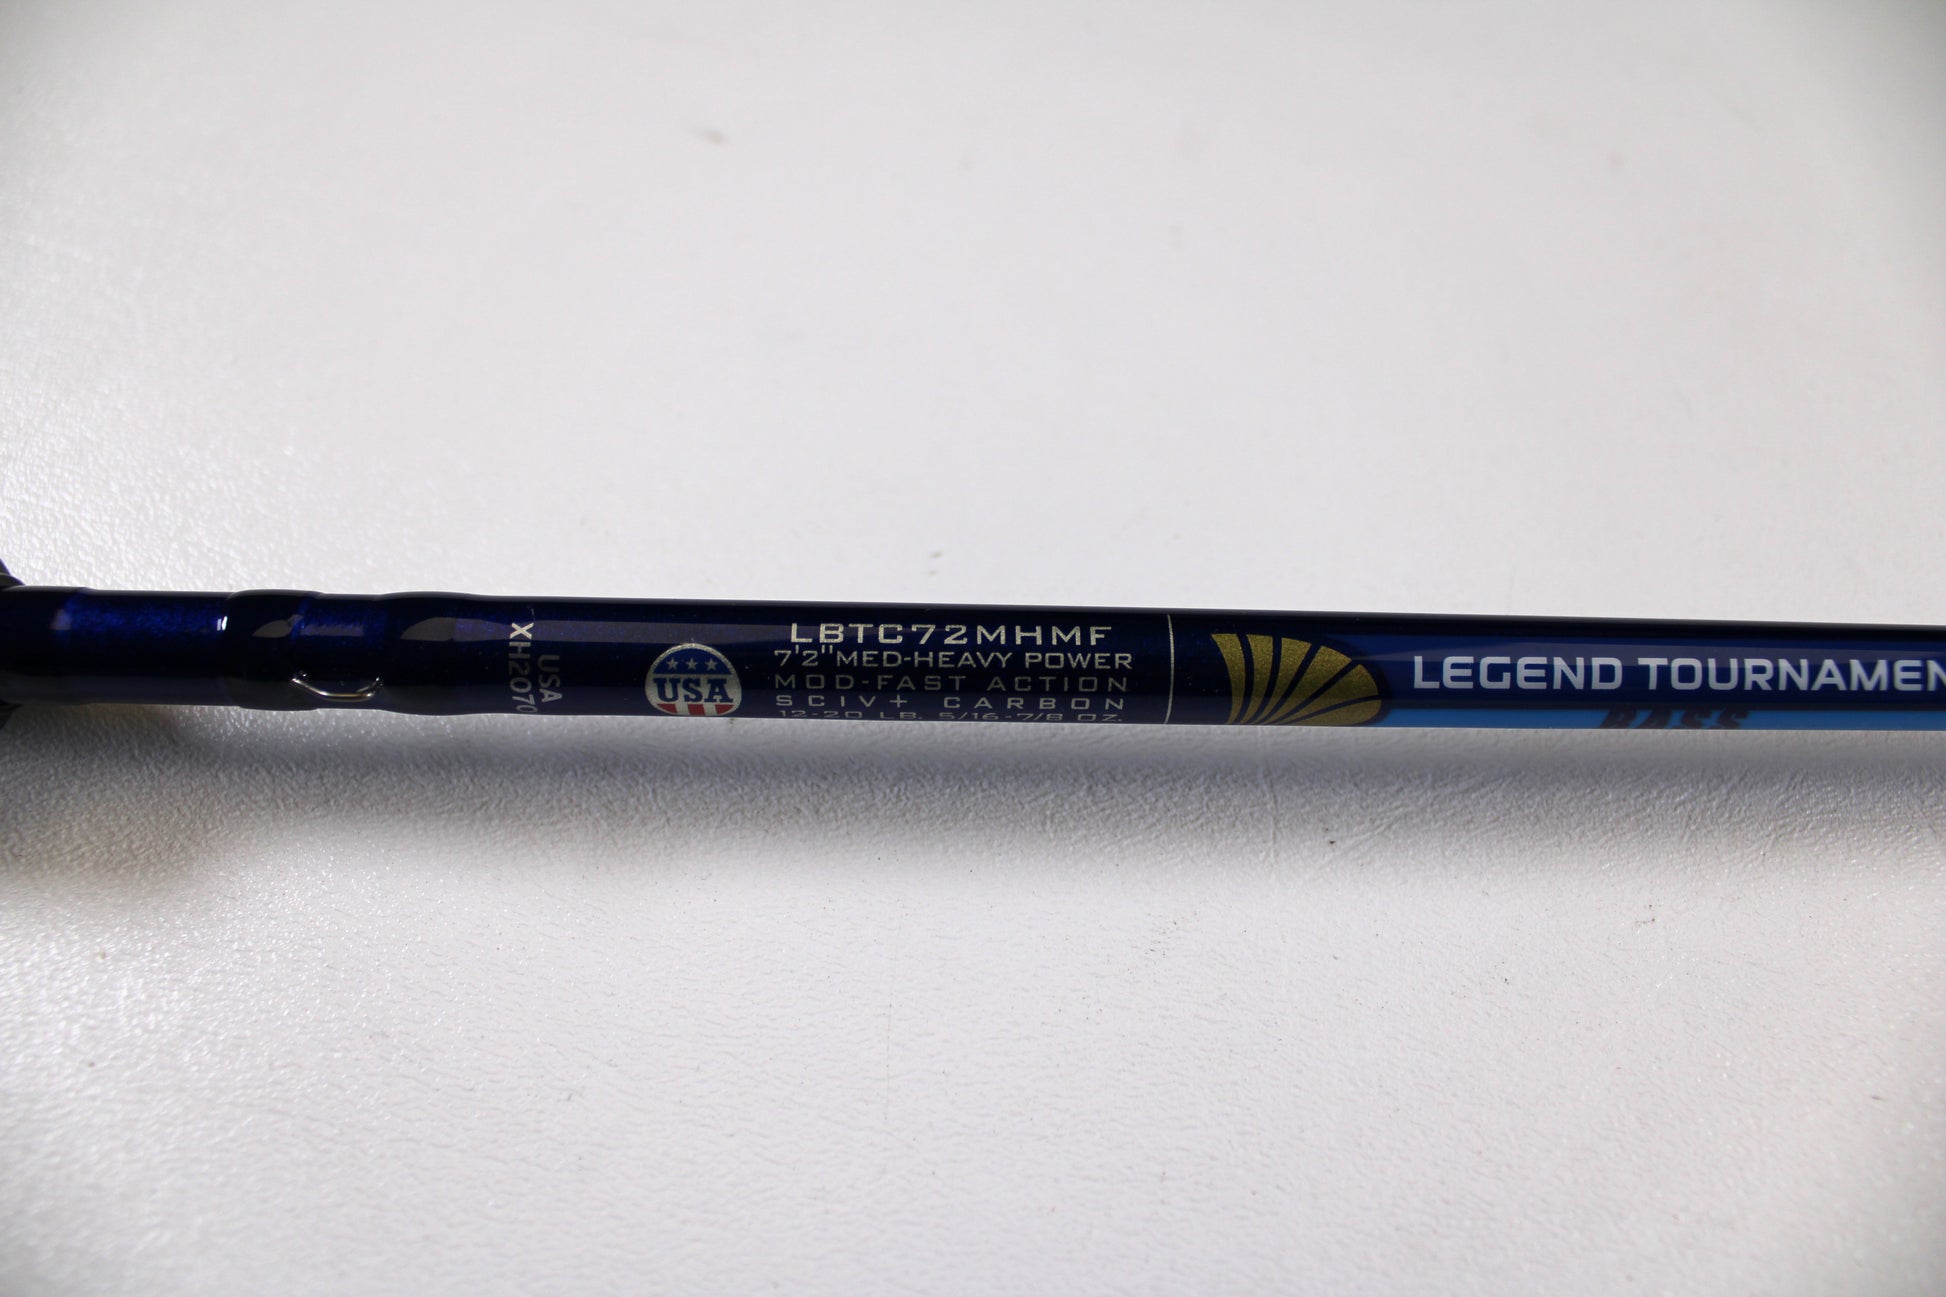 USA
XH2070
USA
LBTC72MHMF
7'2" MED-HEAVY POWER
MOD-FAST ACTION
SCIV+ CARBON
12-20 LB. 5/16-7/8 OZ.
LEGEND TOURNAMEN
BASS